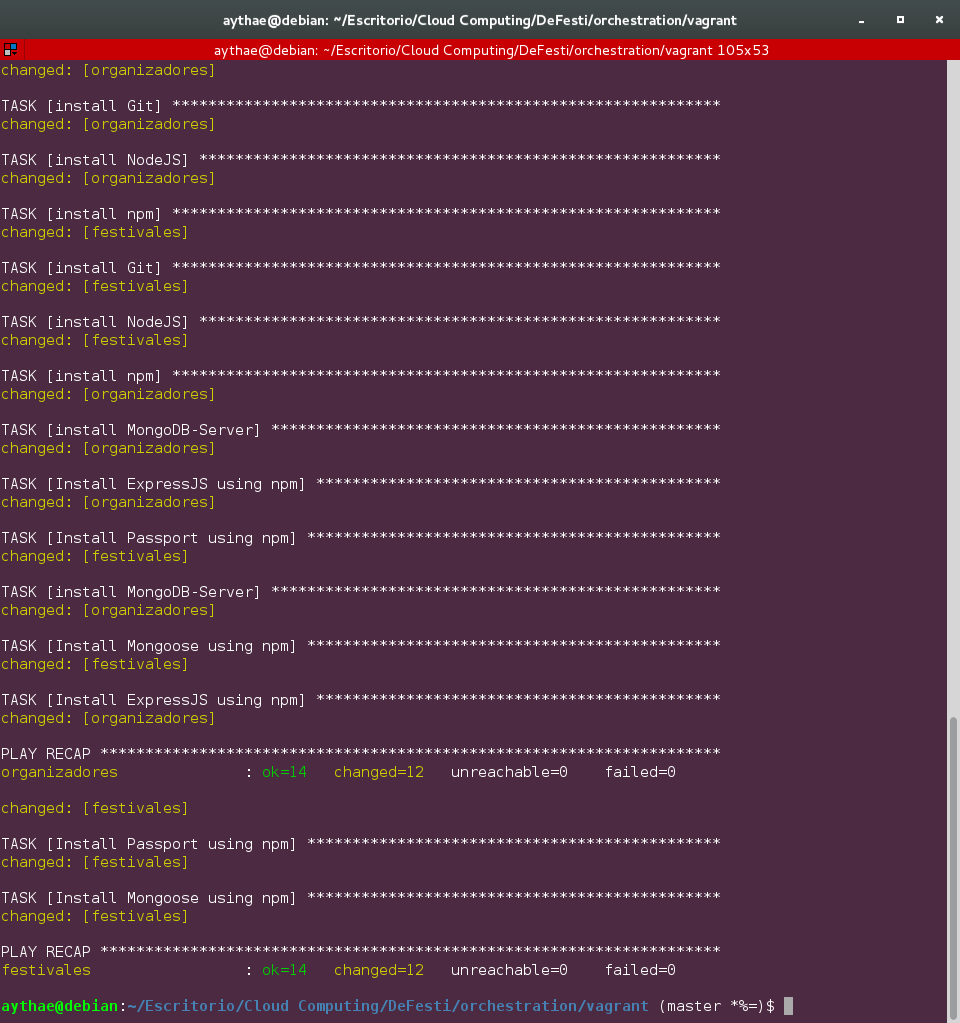 aythae@debian: ~/Escritorio/Cloud Computing/DeFesti/orchestration/vagrant
aythae@debian: ~/Escritorio/Cloud Computing/DeFesti/orchestration/vagrant 105x53
changed: [organizadores]
TASK [install Git] *************************************************************
changed: [organizadores]
TASK [install NodeJS] **********************************************************
changed: [organizadores]
TASK [install npm] *************************************************************
changed: [festivales]
TASK [install Git] *************************************************************
changed: [festivales]
TASK [install NodeJS] **********************************************************
changed: [festivales]
TASK [install npm] *************************************************************
changed: [organizadores]
TASK [install MongoDB-Server] **************************************************
changed: [organizadores]
TASK [Install ExpressJS using npm] *********************************************
changed: [organizadores]
TASK [Install Passport using npm] **********************************************
changed: [festivales]
TASK [install MongoDB-Server] **************************************************
changed: [organizadores]
TASK [Install Mongoose using npm] **********************************************
changed: [festivales]
TASK [Install ExpressJS using npm] *********************************************
changed: [organizadores]
PLAY RECAP *********************************************************************
organizadores              : ok=14   changed=12   unreachable=0    failed=0
changed: [festivales]
TASK [Install Passport using npm] **********************************************
changed: [festivales]
TASK [Install Mongoose using npm] **********************************************
changed: [festivales]
PLAY RECAP *********************************************************************
festivales                 : ok=14   changed=12   unreachable=0    failed=0
aythae@debian:~/Escritorio/Cloud Computing/DeFesti/orchestration/vagrant (master *%=)$